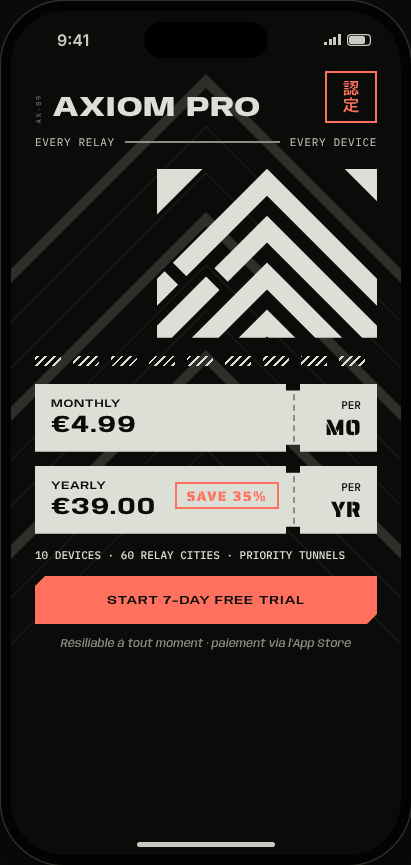 9:41
認定
AX-09
AXIOM PRO
EVERY RELAY EVERY DEVICE
MONTHLY
€4.99
PER
MO
YEARLY
€39.00
SAVE 35%
PER
YR
10 DEVICES · 60 RELAY CITIES · PRIORITY TUNNELS
START 7-DAY FREE TRIAL
Résiliable à tout moment · paiement via l'App Store